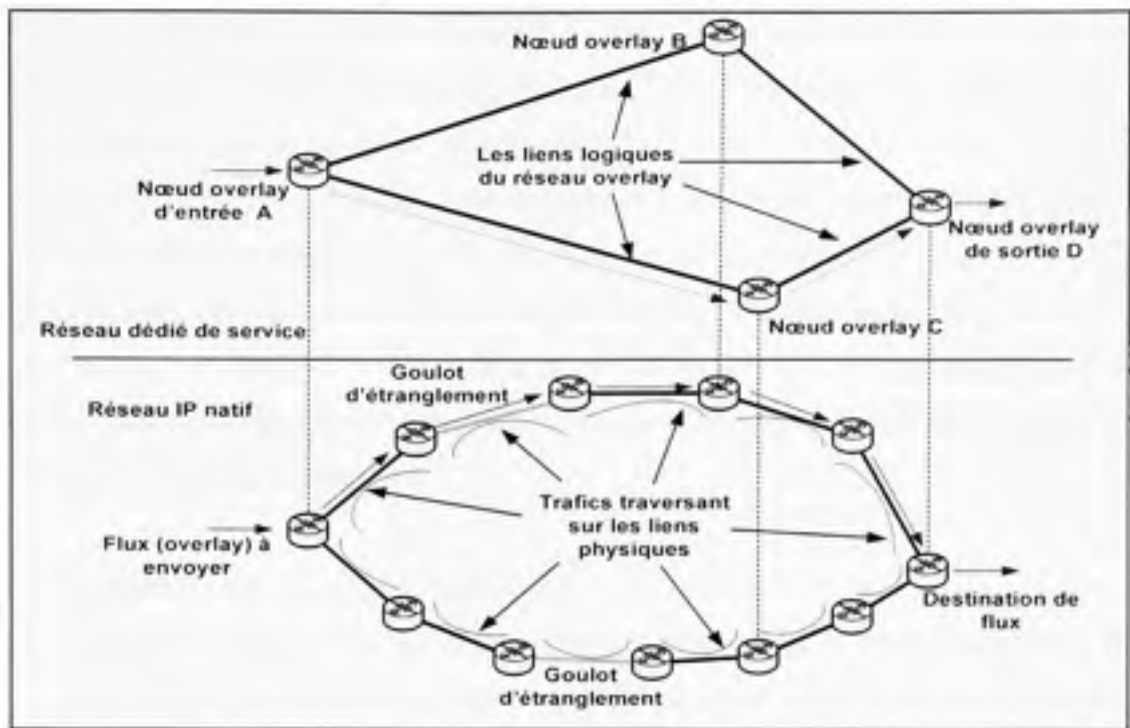 Nœud overlay B
Les liens logiques
du réseau overlay
Nœud overlay
d'entrée A
Nœud overlay
de sortie D
Nœud overlay C
Réseau dédié de service
Réseau IP natif
Goulot
d'étranglement
Trafics traversant
sur les liens
physiques
Flux (overlay) à
envoyer
Destination de
flux
Goulot
d'étranglement